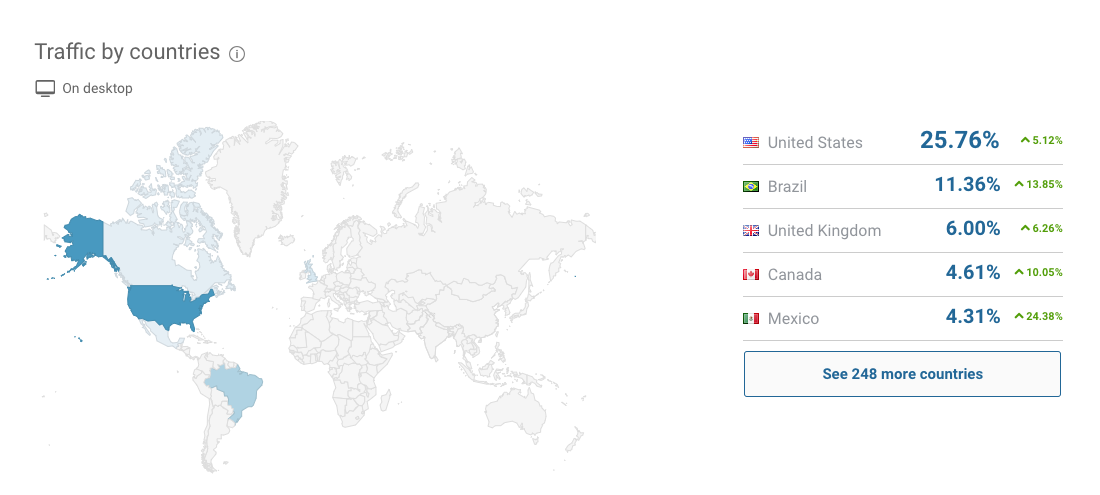 Traffic by countries
On desktop
United States 25.76% 5.12%
Brazil 11.36% 13.85%
United Kingdom 6.00% 6.26%
Canada 4.61% 10.05%
Mexico 4.31% 24.38%
See 248 more countries